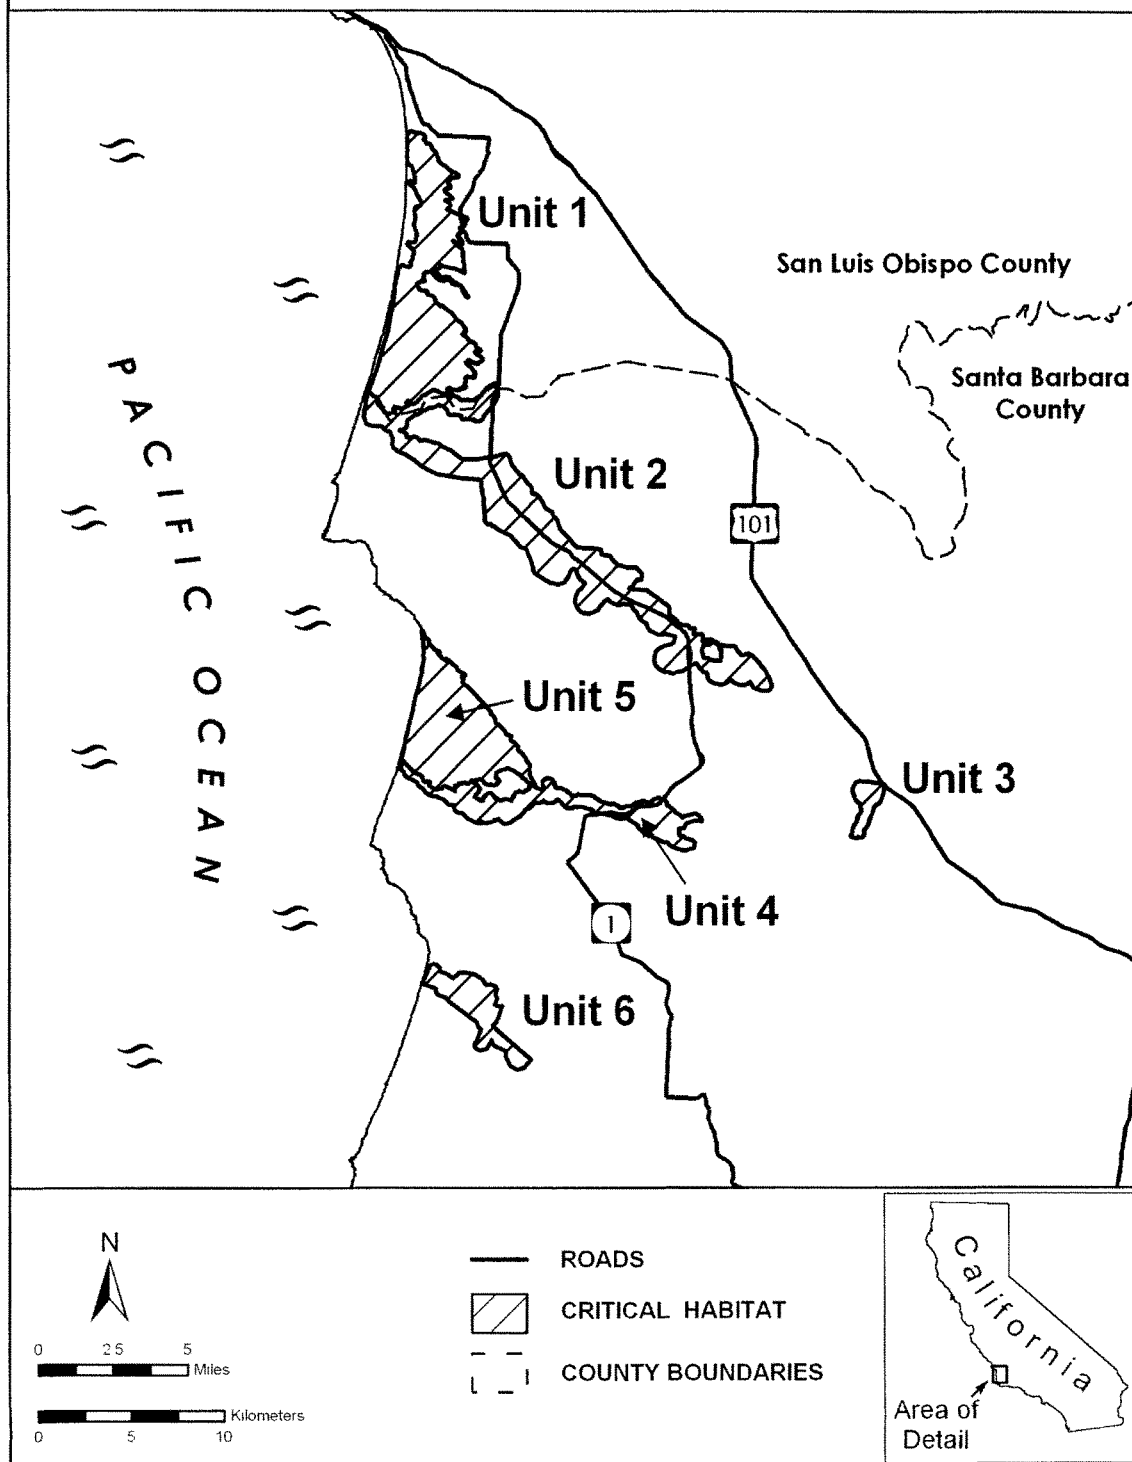 Unit 1
San Luis Obispo County
Santa Barbara
County
PACIFIC OCEAN
Unit 2
101
Unit 5
Unit 3
Unit 4
1
Unit 6
N
0 2 5 5
Miles
Kilometers
0 5 10
ROADS
CRITICAL HABITAT
COUNTY BOUNDARIES
California
Area of
Detail